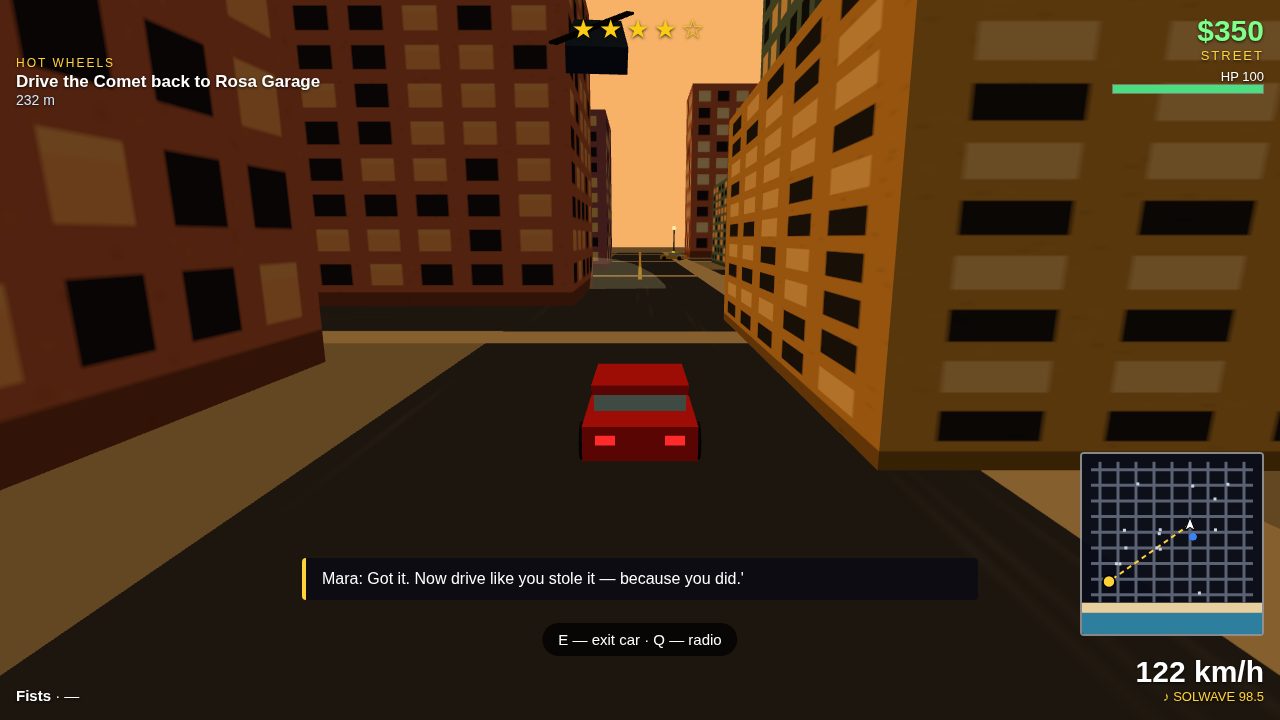 ★★★★☆
HOT WHEELS
Drive the Comet back to Rosa Garage
232 m
$350
STREET
HP 100
Mara: Got it. Now drive like you stole it — because you did.'
E — exit car · Q — radio
Fists · —
122 km/h
♪ SOLWAVE 98.5